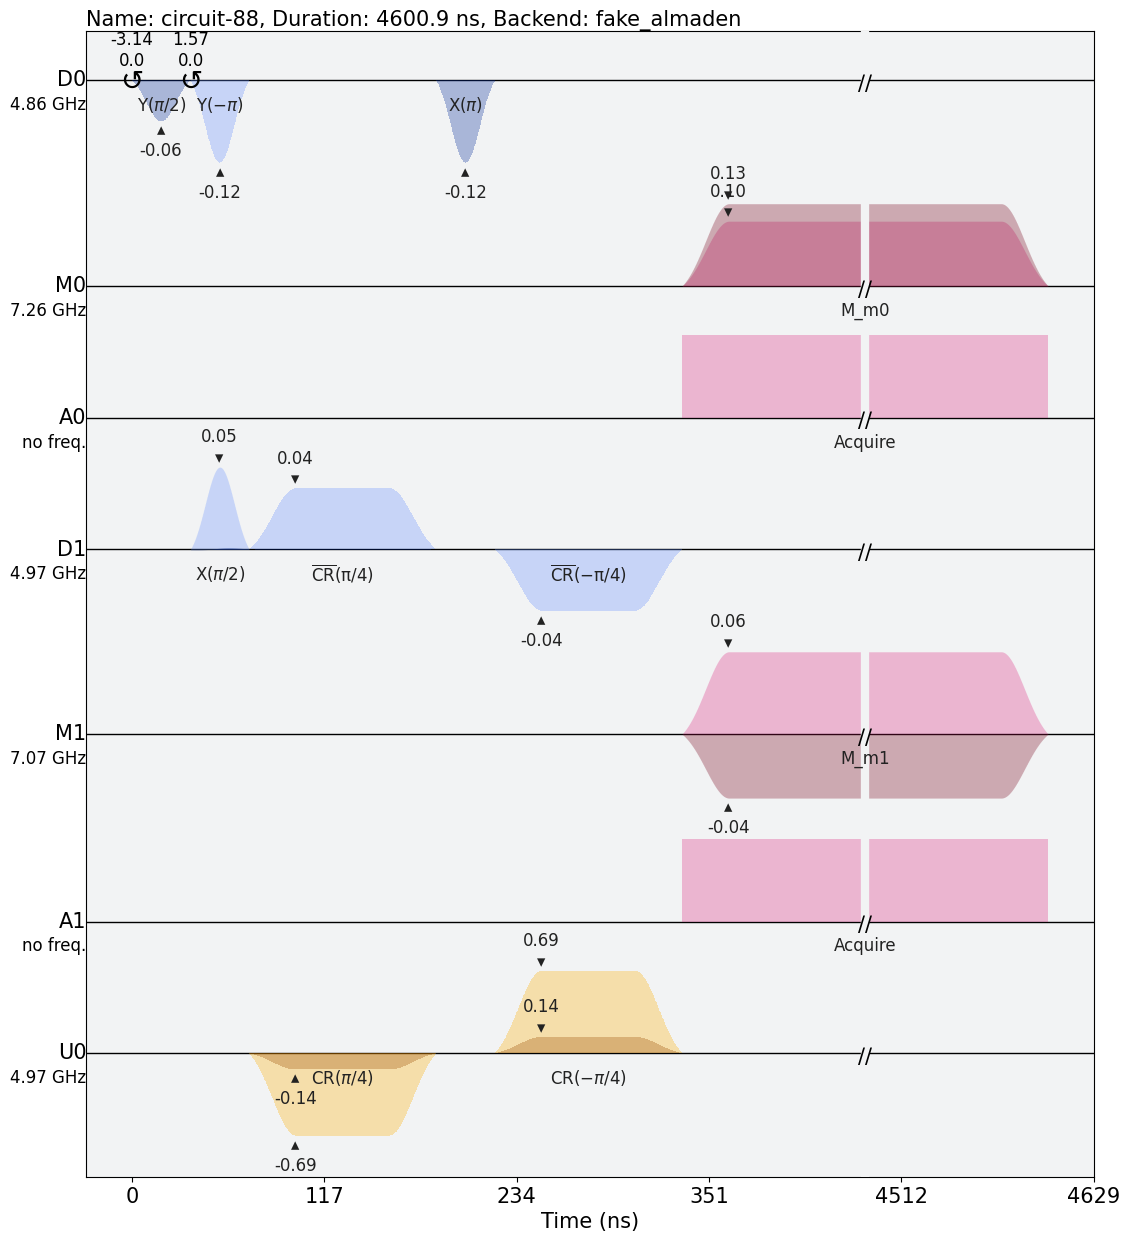 Name: circuit-88, Duration: 4600.9 ns, Backend: fake_almaden
-3.14 1.57
0.0 0.0
D0
4.86 GHz
Y(π/2) Y(−π) X(π)
-0.06
-0.12 -0.12
0.13
0.10
M0
7.26 GHz
M_m0
A0
no freq.
Acquire
0.05
0.04
D1
4.97 GHz
X(π/2) C̅R̅(π/4) C̅R̅(−π/4)
-0.04
0.06
M1
7.07 GHz
M_m1
-0.04
A1
no freq.
Acquire
0.69
0.14
U0
4.97 GHz
CR(π/4) CR(−π/4)
-0.14
-0.69
0 117 234 351 4512 4629
Time (ns)